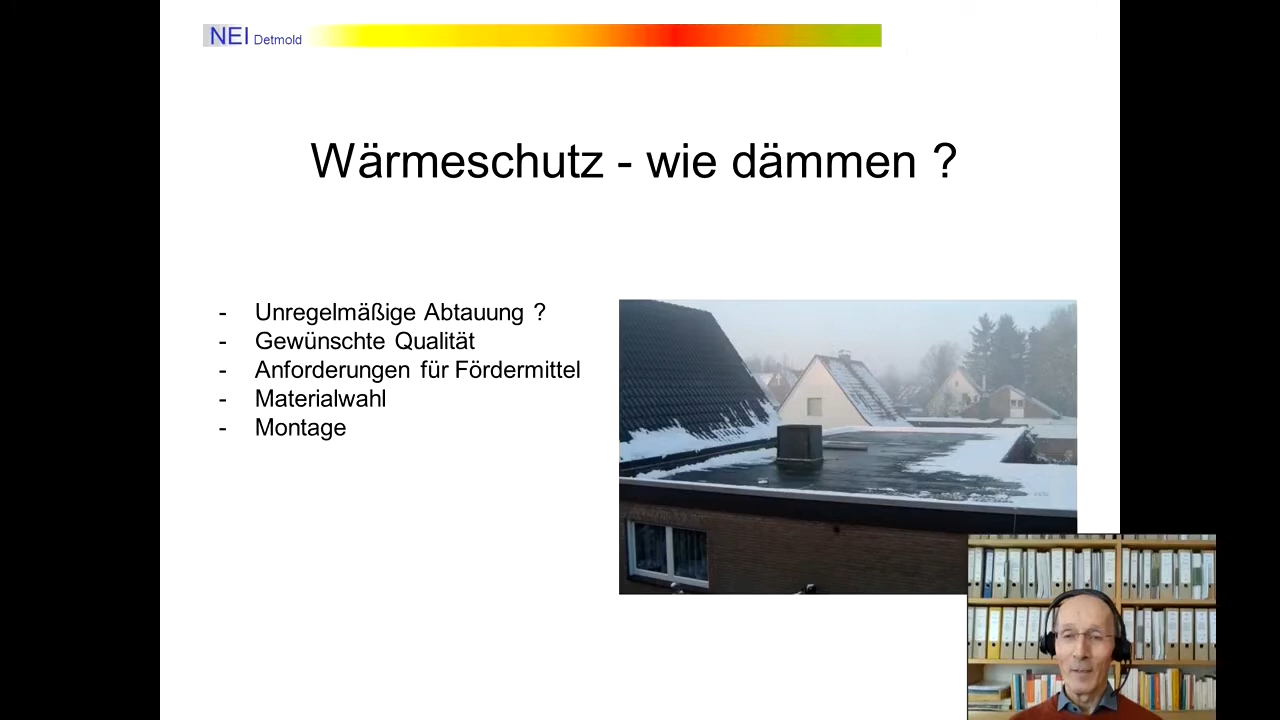 NEI Detmold
Wärmeschutz - wie dämmen ?
- Unregelmäßige Abtauung ?
- Gewünschte Qualität
- Anforderungen für Fördermittel
- Materialwahl
- Montage